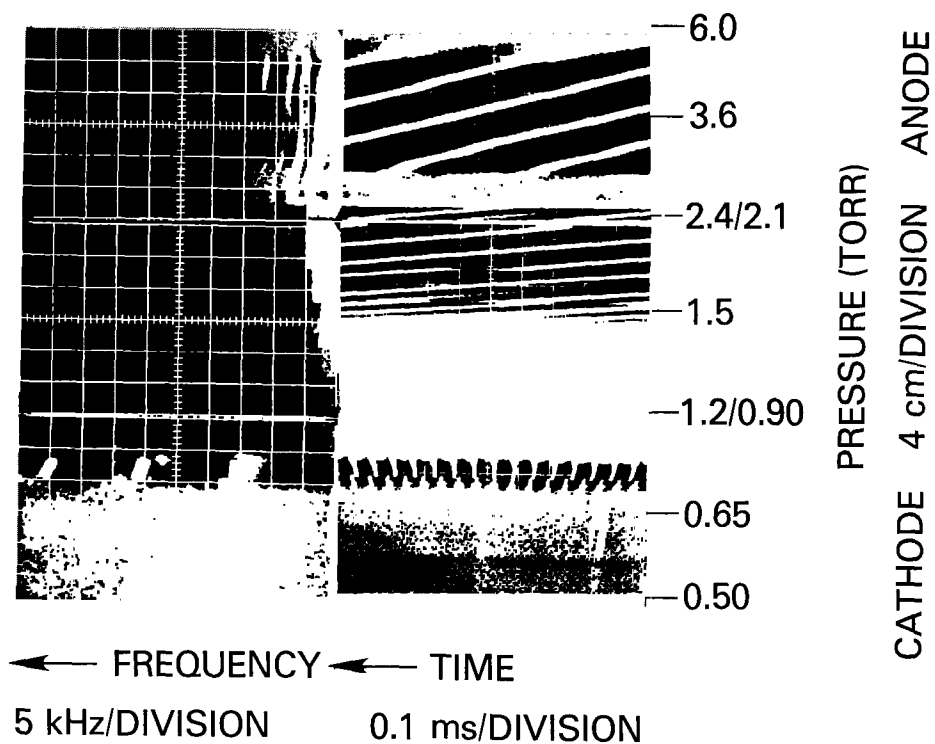 6.0
3.6
2.4/2.1
1.5
1.2/0.90
0.65
0.50
PRESSURE (TORR)
CATHODE 4 cm/DIVISION ANODE
FREQUENCY
TIME
5 kHz/DIVISION
0.1 ms/DIVISION